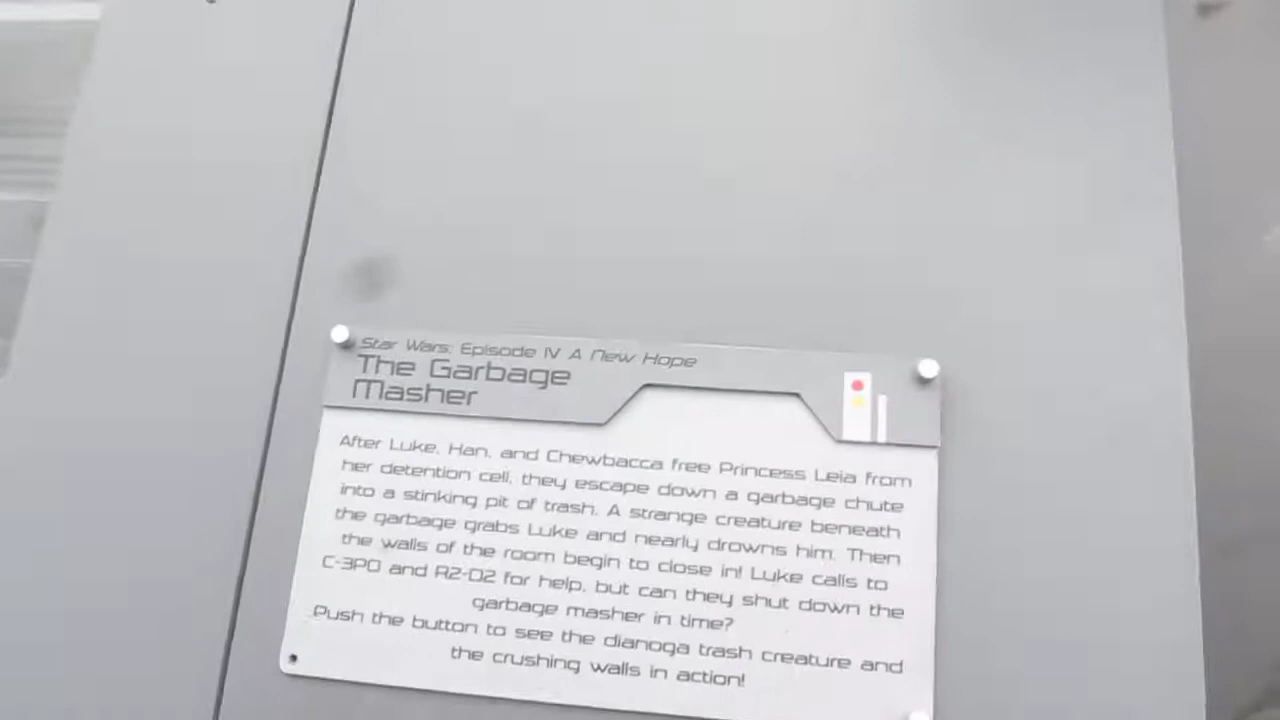 Star Wars: Episode IV A New Hope
The Garbage
Masher
After Luke, Han, and Chewbacca free Princess Leia from
her detention cell, they escape down a garbage chute
into a stinking pit of trash. A strange creature beneath
the garbage grabs Luke and nearly drowns him. Then
the walls of the room begin to close in! Luke calls to
C-3PO and R2-D2 for help, but can they shut down the
garbage masher in time?
Push the button to see the dianoga trash creature and
the crushing walls in action!